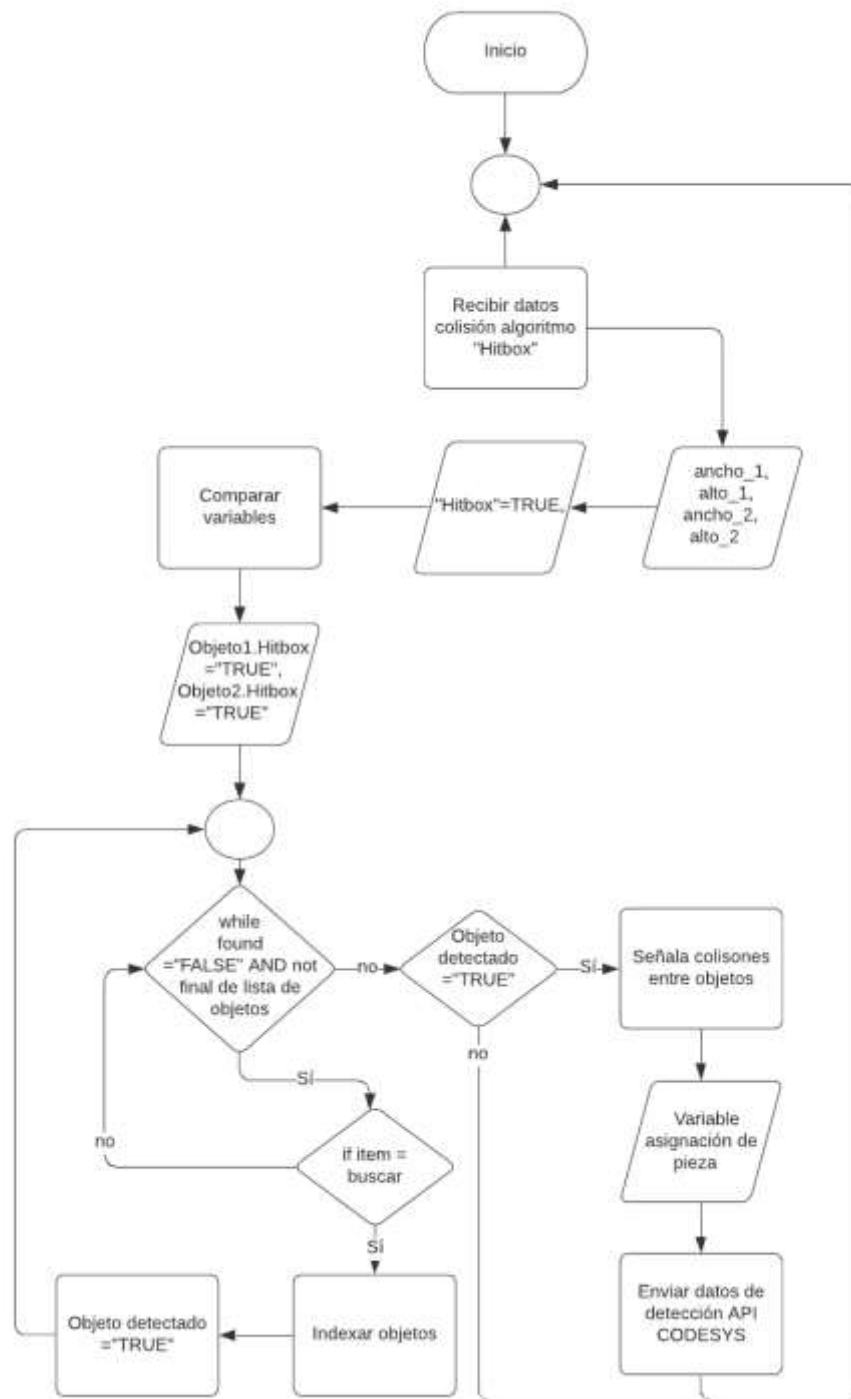 Inicio
Recibir datos
colisión algoritmo
"Hitbox"
ancho_1,
alto_1,
ancho_2,
alto_2
"Hitbox"=TRUE,
Comparar
variables
Objeto1.Hitbox
="TRUE",
Objeto2.Hitbox
="TRUE"
while
found
="FALSE" AND not
final de lista de
objetos
no
Objeto
detectado
="TRUE"
Sí
Señala colisones
entre objetos
no
Sí
Variable
asignación de
pieza
no
if item =
buscar
Sí
Enviar datos de
detección API
CODESYS
Indexar objetos
Objeto detectado
="TRUE"